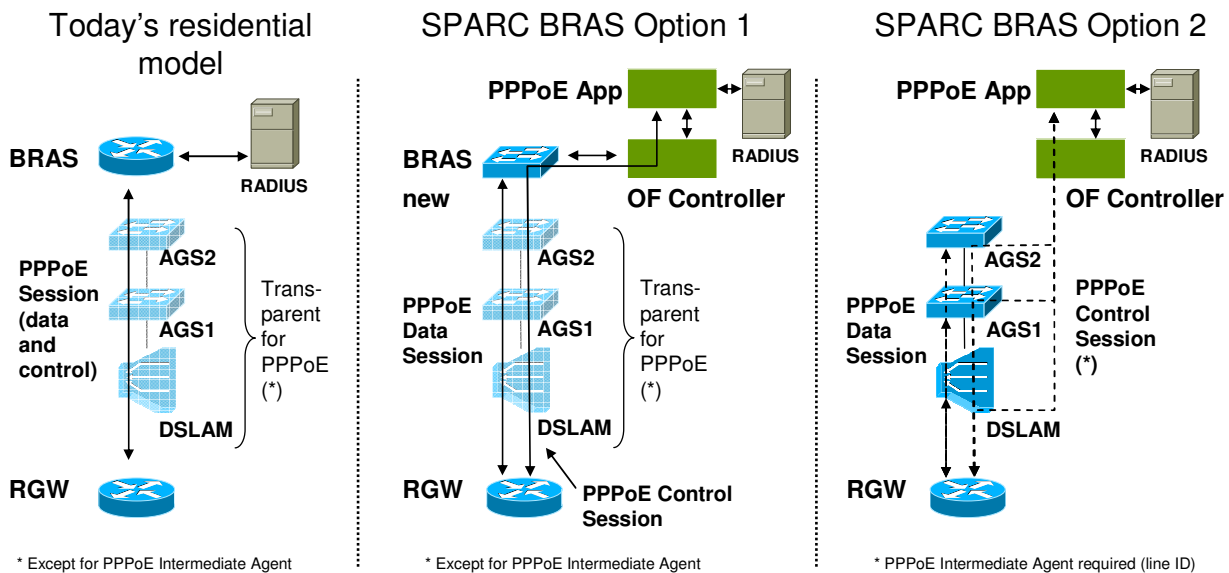 Today's residential
model
BRAS
RADIUS
AGS2
PPPoE
Session
(data
and
control)
AGS1
Trans-
parent
for
PPPoE
(*)
DSLAM
RGW
* Except for PPPoE Intermediate Agent
SPARC BRAS Option 1
PPPoE App
RADIUS
BRAS
new
OF Controller
AGS2
PPPoE
Data
Session
AGS1
Trans-
parent
for
PPPoE
(*)
DSLAM
RGW
PPPoE Control
Session
* Except for PPPoE Intermediate Agent
SPARC BRAS Option 2
PPPoE App
RADIUS
OF Controller
AGS2
PPPoE
Data
Session
AGS1
PPPoE
Control
Session
(*)
DSLAM
RGW
* PPPoE Intermediate Agent required (line ID)